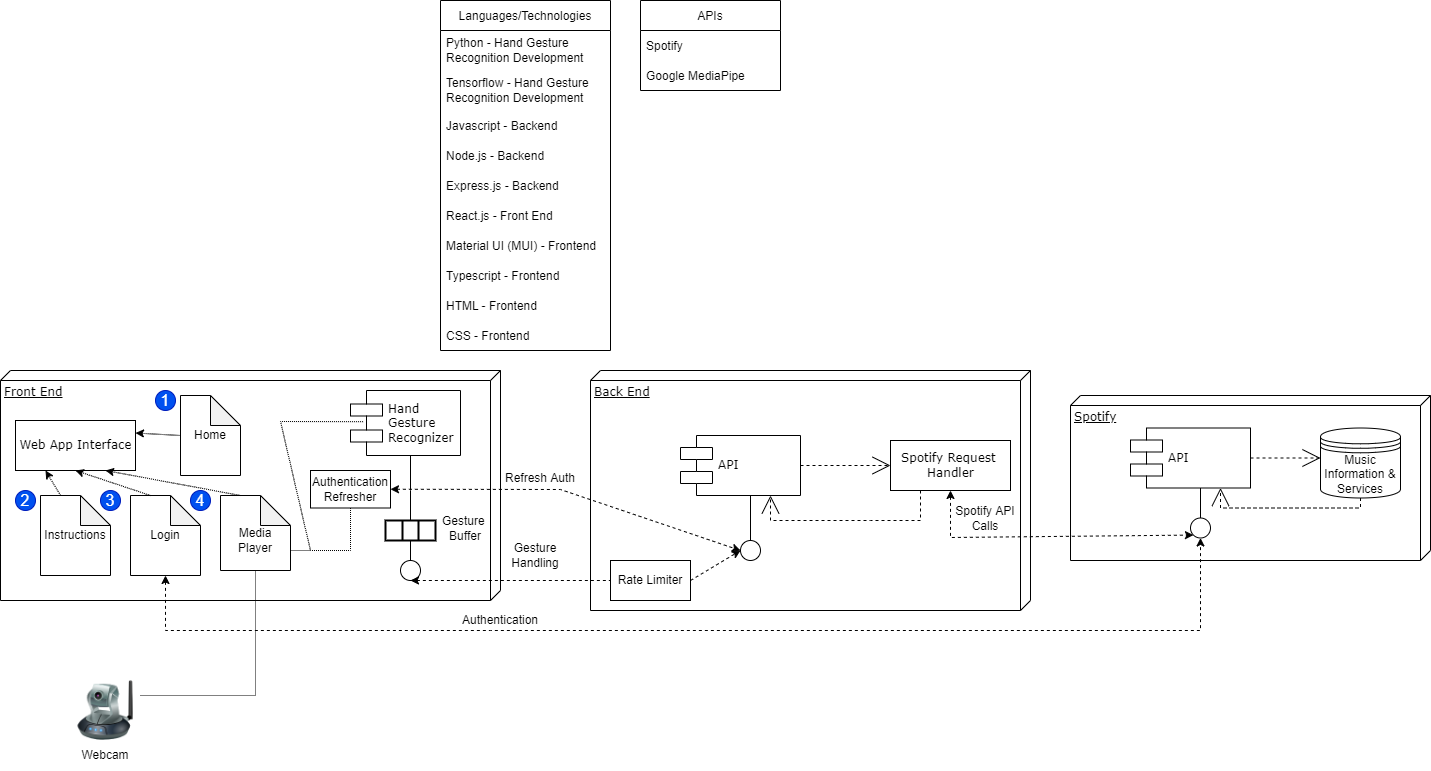 Languages/Technologies
Python - Hand Gesture
Recognition Development
Tensorflow - Hand Gesture
Recognition Development
Javascript - Backend
Node.js - Backend
Express.js - Backend
React.js - Front End
Material UI (MUI) - Frontend
Typescript - Frontend
HTML - Frontend
CSS - Frontend
APIs
Spotify
Google MediaPipe
Front End
1
Home
Web App Interface
Hand
Gesture
Recognizer
Authentication
Refresher
2
Instructions
3
Login
4
Media
Player
Gesture
Buffer
Refresh Auth
Gesture
Handling
Back End
API
Spotify Request
Handler
Rate Limiter
Spotify API
Calls
Spotify
API
Music
Information &
Services
Authentication
Webcam